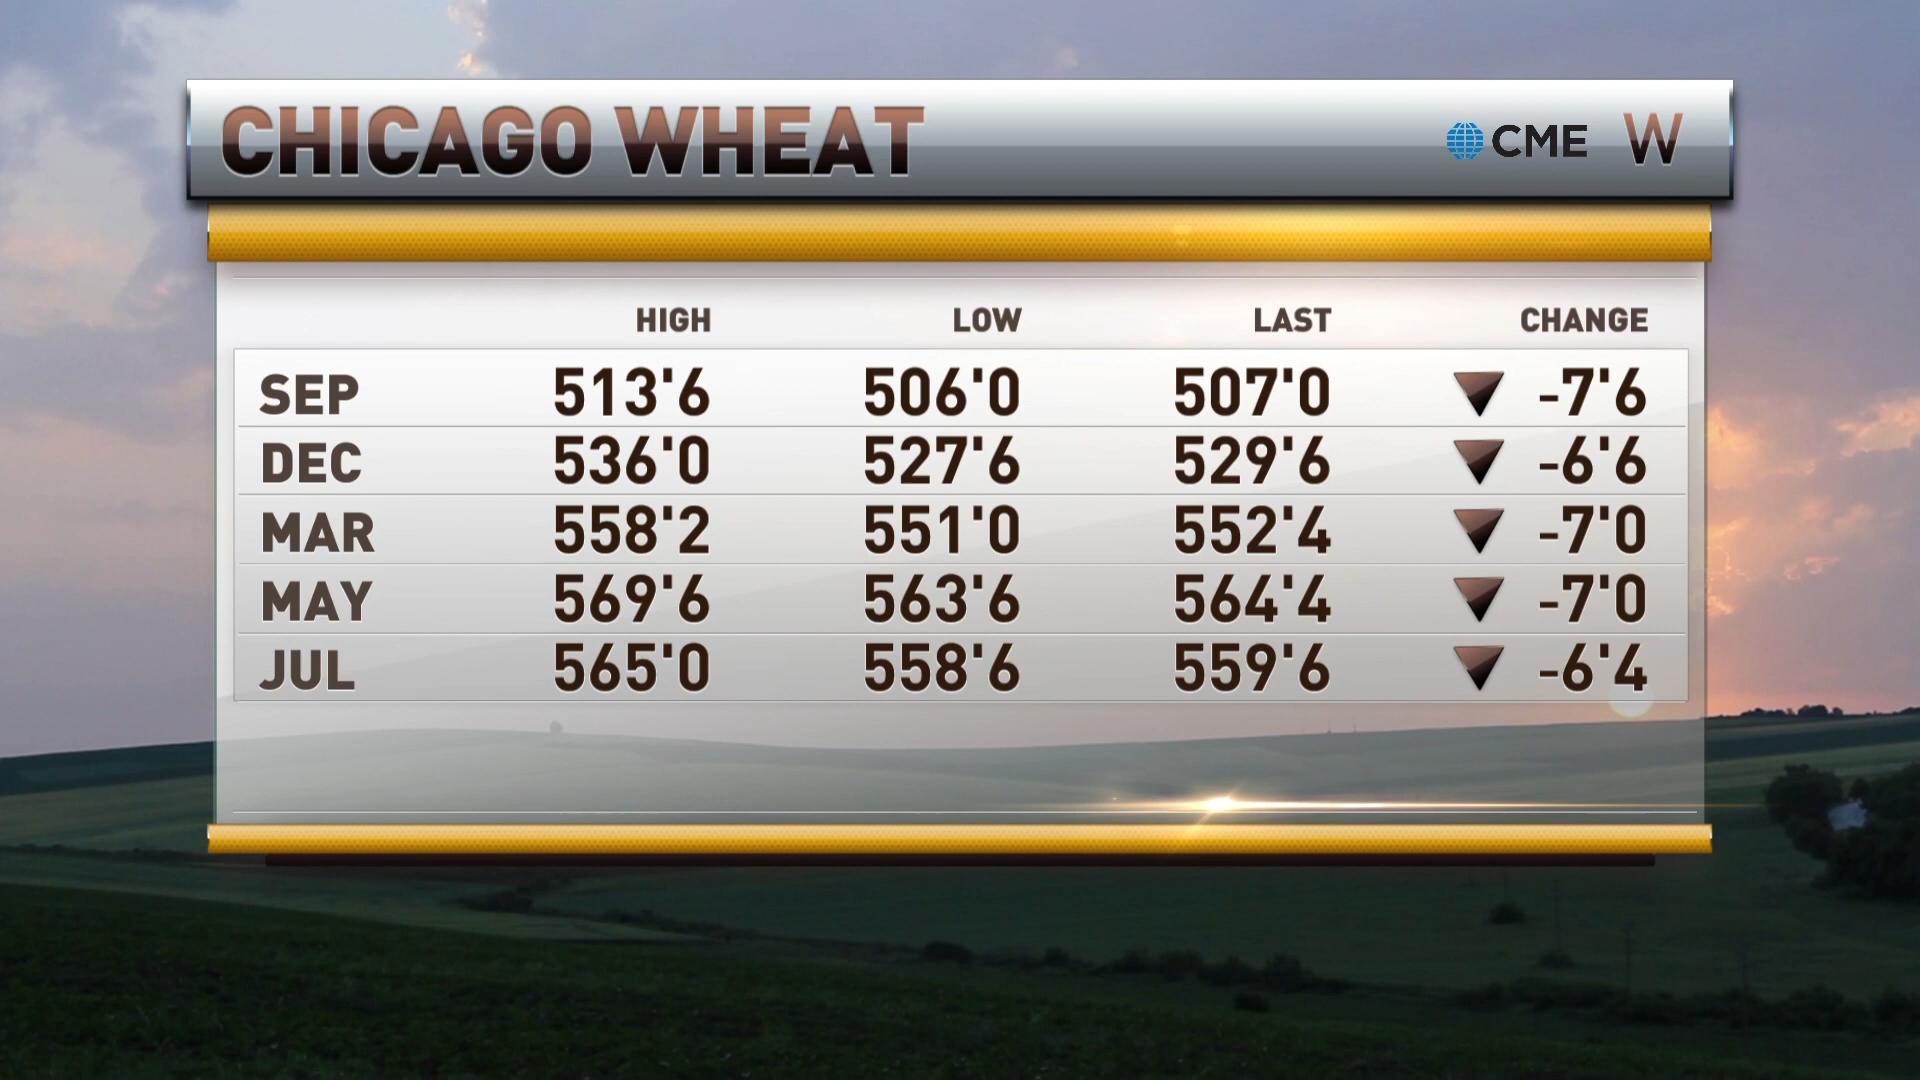 CHICAGO WHEAT CME W
HIGH LOW LAST CHANGE
SEP 513'6 506'0 507'0 -7'6
DEC 536'0 527'6 529'6 -6'6
MAR 558'2 551'0 552'4 -7'0
MAY 569'6 563'6 564'4 -7'0
JUL 565'0 558'6 559'6 -6'4